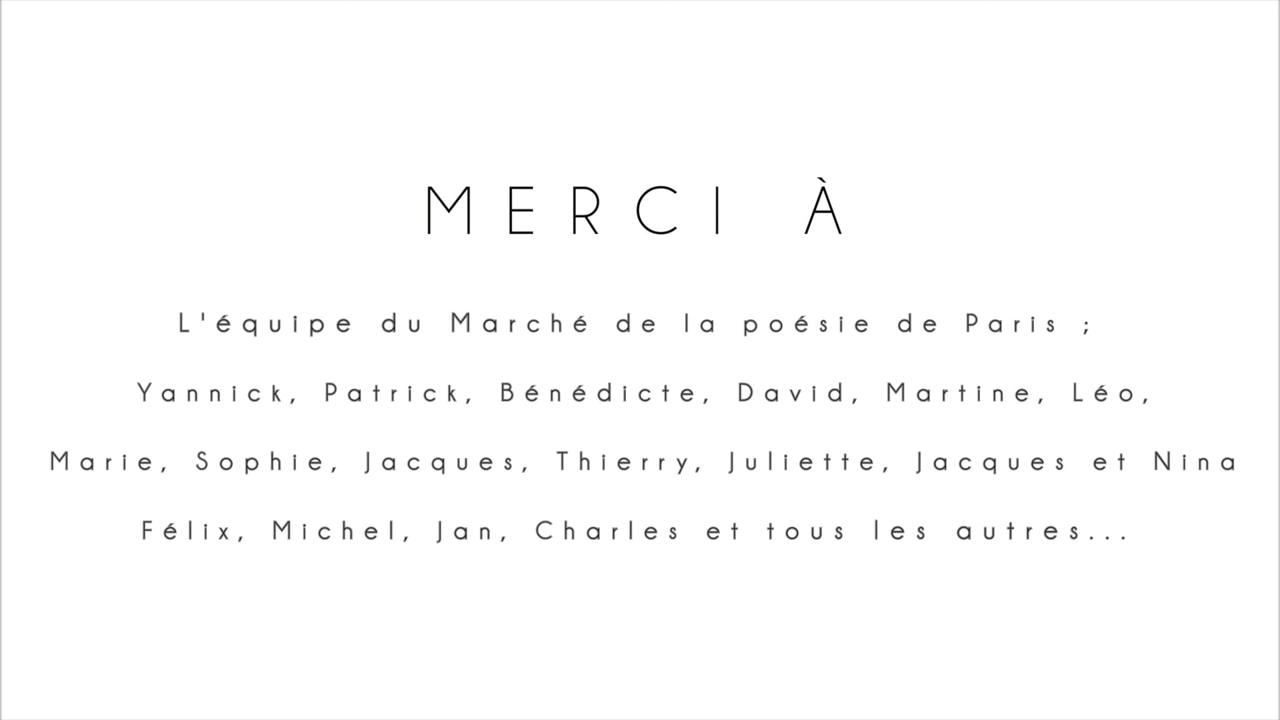 MERCI À
L'équipe du Marché de la poésie de Paris ;
Yannick, Patrick, Bénédicte, David, Martine, Léo,
Marie, Sophie, Jacques, Thierry, Juliette, Jacques et Nina
Félix, Michel, Jan, Charles et tous les autres...